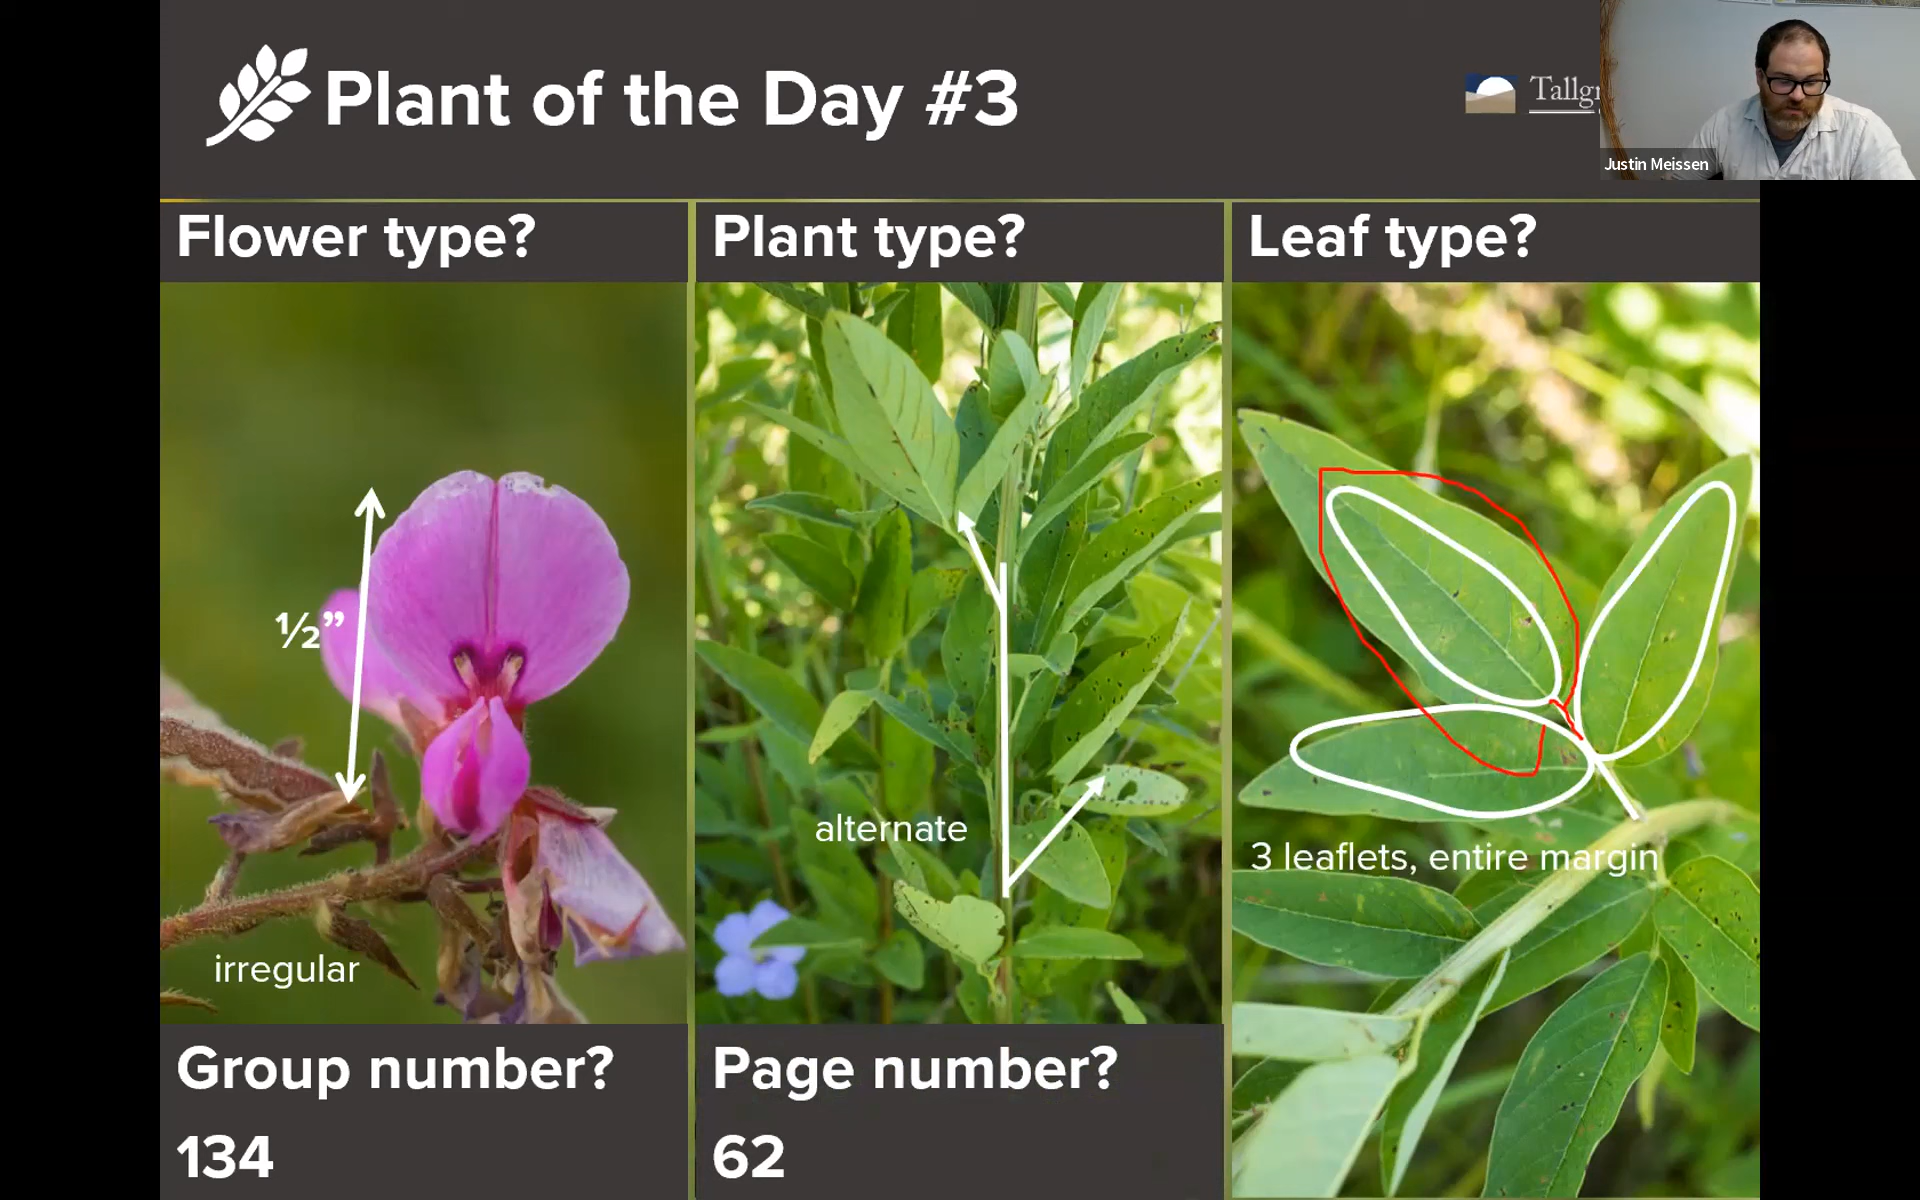 Plant of the Day #3
Tallgr
Justin Meissen
Flower type?
Plant type?
Leaf type?
½”
alternate
3 leaflets, entire margin
irregular
Group number?
Page number?
134
62